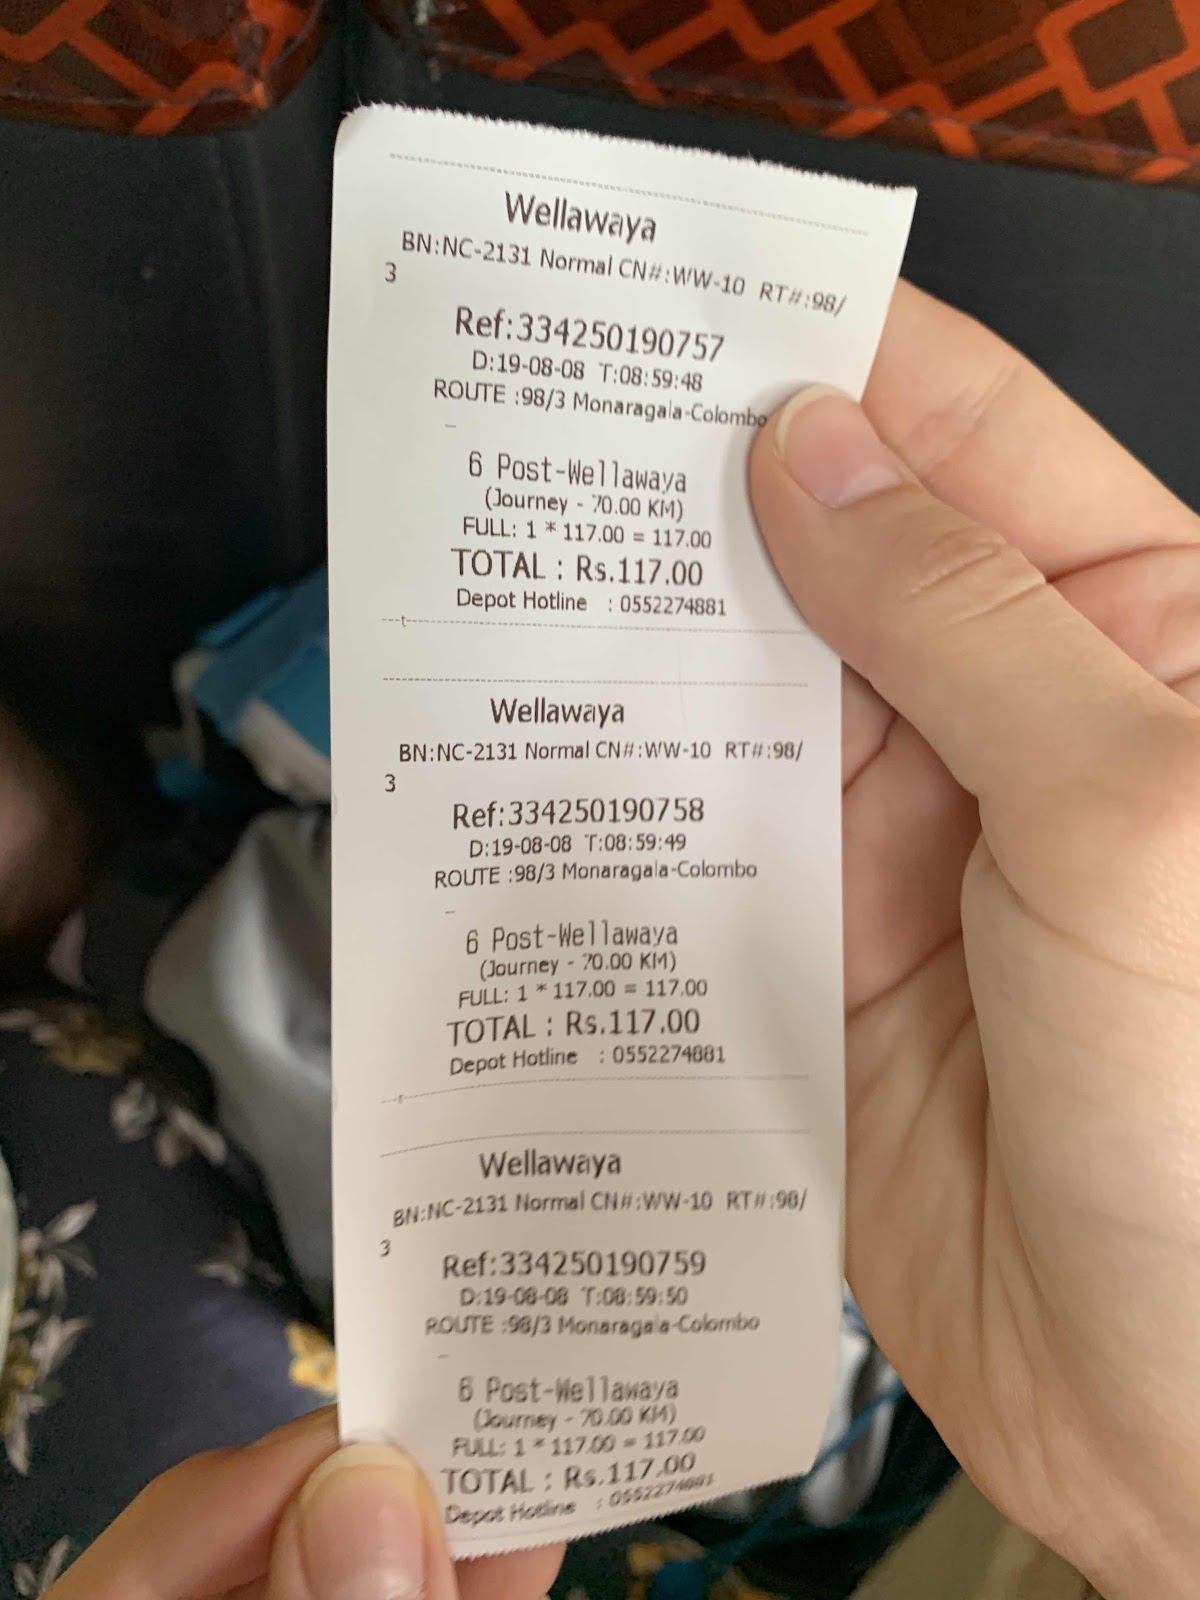 Wellawaya
BN:NC-2131 Normal CN#:WW-10 RT#:98/
3
Ref:334250190757
D:19-08-08 T:08:59:48
ROUTE :98/3 Monaragala-Colombo
-
6 Post-Wellawaya
(Journey - 70.00 KM)
FULL: 1 * 117.00 = 117.00
TOTAL : Rs.117.00
Depot Hotline : 0552274881
---t---
Wellawaya
BN:NC-2131 Normal CN#:WW-10 RT#:98/
3
Ref:334250190758
D:19-08-08 T:08:59:49
ROUTE :98/3 Monaragala-Colombo
-
6 Post-Wellawaya
(Journey - 70.00 KM)
FULL: 1 * 117.00 = 117.00
TOTAL : Rs.117.00
Depot Hotline : 0552274881
---t---
Wellawaya
BN:NC-2131 Normal CN#:WW-10 RT#:98/
3
Ref:334250190759
D:19-08-08 T:08:59:50
ROUTE :98/3 Monaragala-Colombo
-
6 Post-Wellawaya
(Journey - 70.00 KM)
FULL: 1 * 117.00 = 117.00
TOTAL : Rs.117.00
Depot Hotline : 0552274881